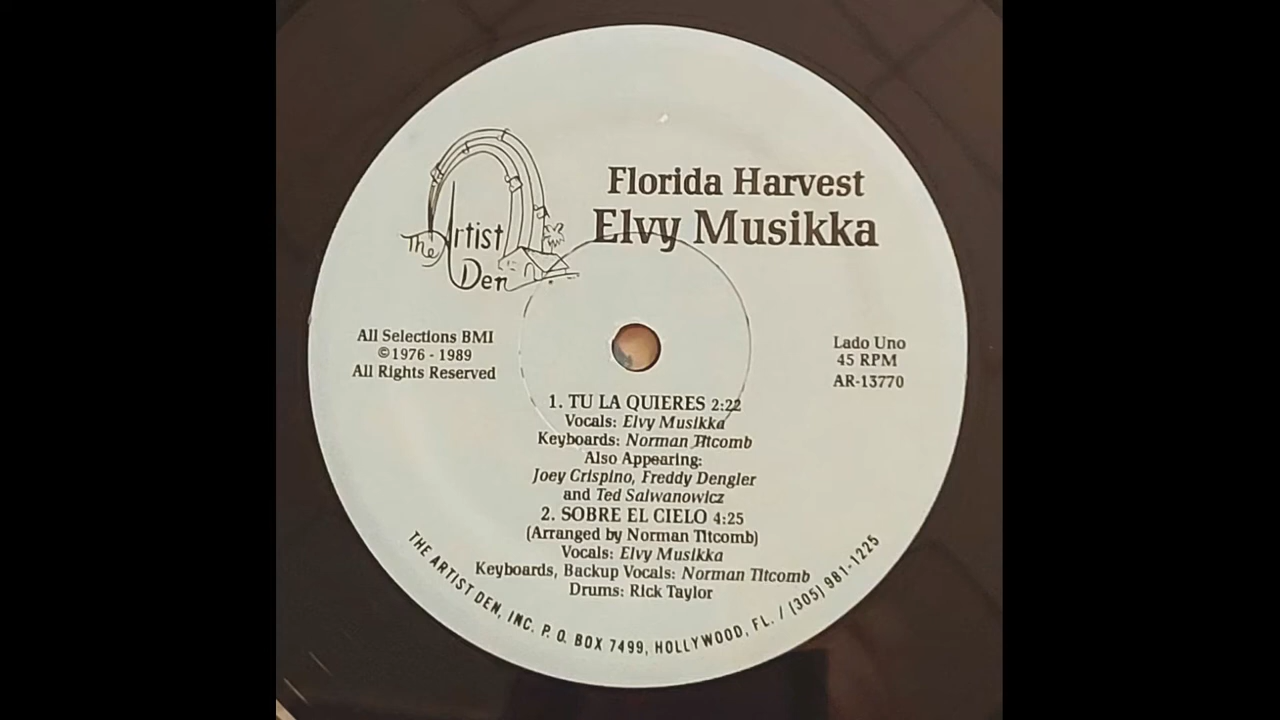 The Artist Den
Florida Harvest
Elvy Musikka
All Selections BMI
©1976 - 1989
All Rights Reserved
Lado Uno
45 RPM
AR-13770
1. TU LA QUIERES 2:22
Vocals: Elvy Musikka
Keyboards: Norman Titcomb
Also Appearing:
Joey Crispino, Freddy Dengler
and Ted Salwanowicz
2. SOBRE EL CIELO 4:25
(Arranged by Norman Titcomb)
Vocals: Elvy Musikka
Keyboards, Backup Vocals: Norman Titcomb
Drums: Rick Taylor
THE ARTIST DEN, INC. P. O. BOX 7499, HOLLYWOOD, FL. / (305) 981-1225